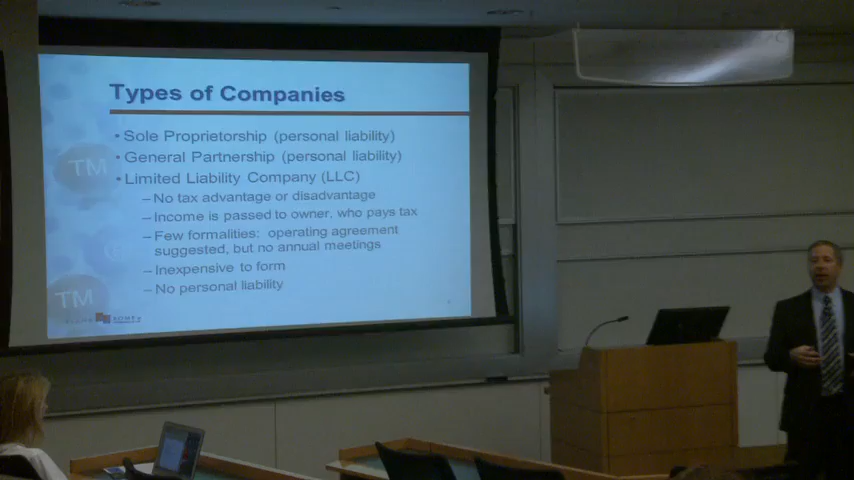 Types of Companies
• Sole Proprietorship (personal liability)
• General Partnership (personal liability)
• Limited Liability Company (LLC)
– No tax advantage or disadvantage
– Income is passed to owner, who pays tax
– Few formalities: operating agreement
suggested, but no annual meetings
– Inexpensive to form
– No personal liability
TM
TM